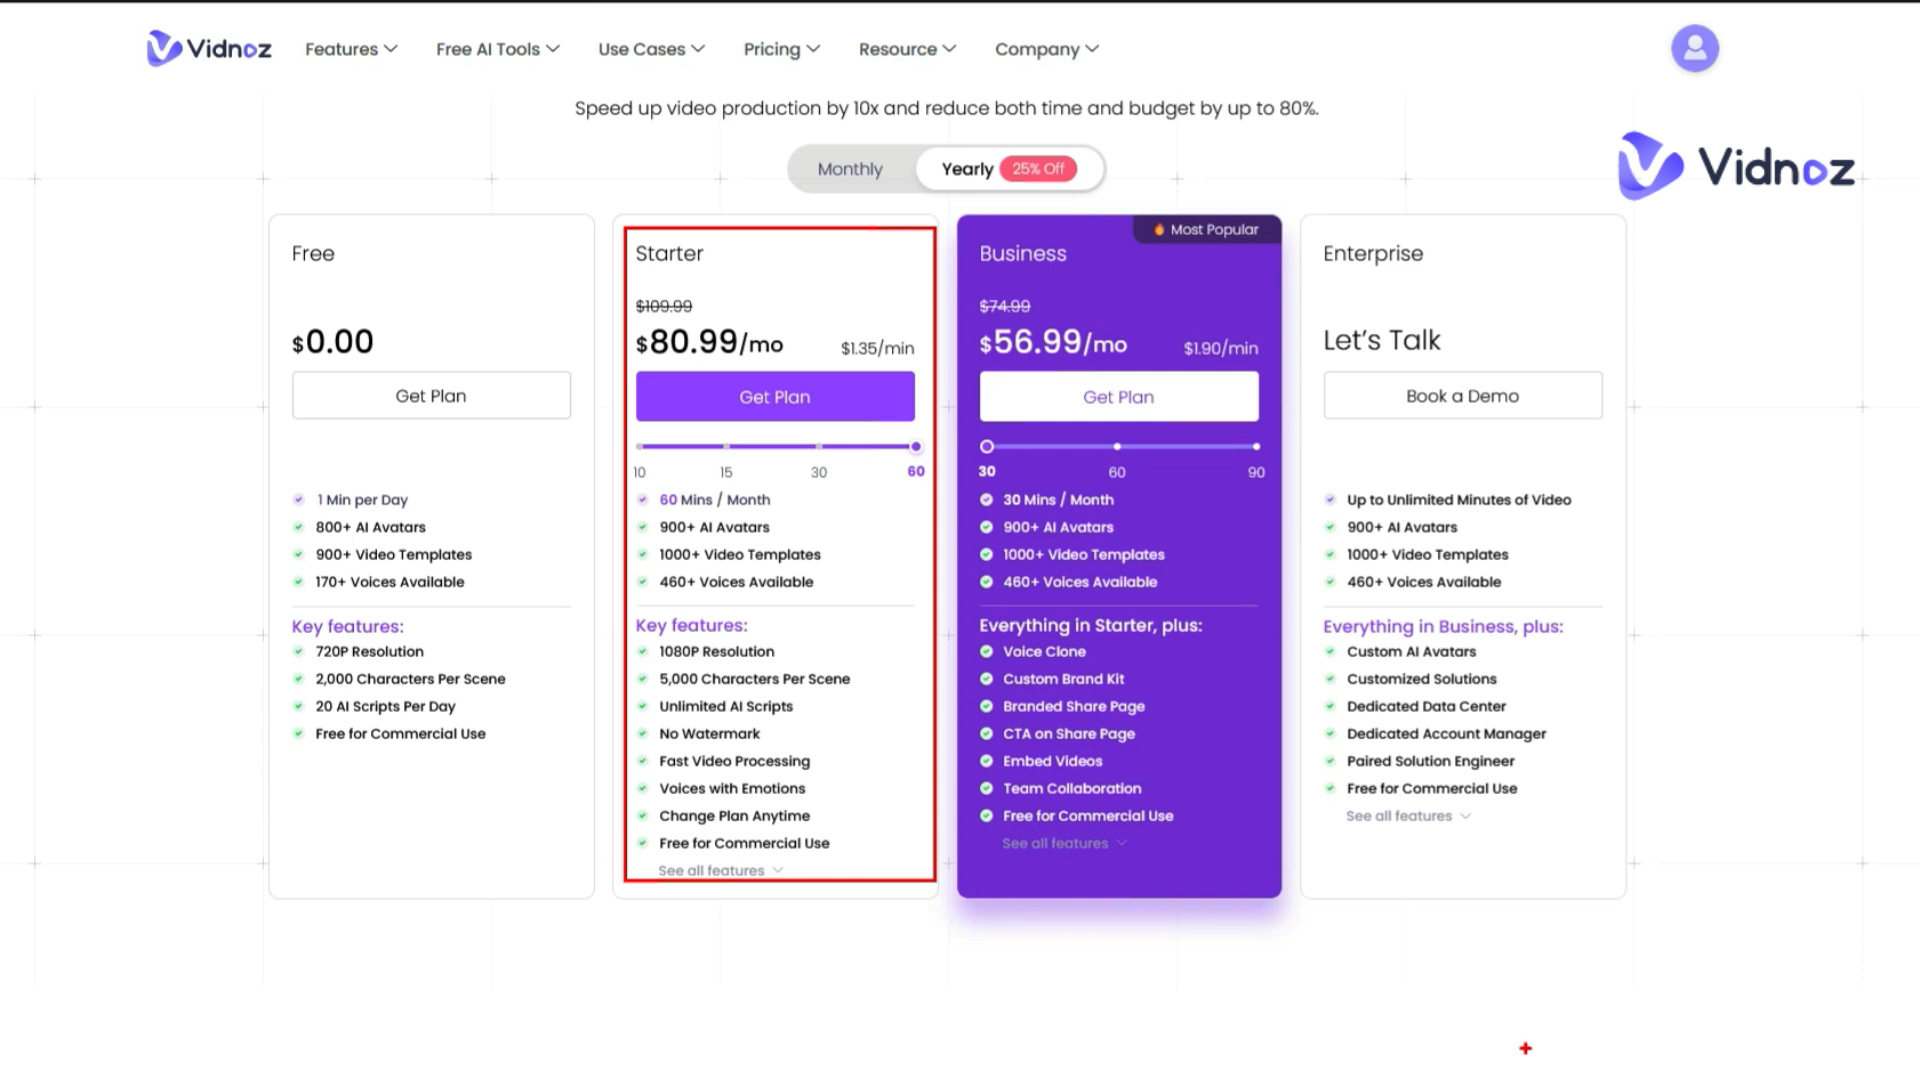 Vidnoz Features Free AI Tools Use Cases Pricing Resource Company
Speed up video production by 10x and reduce both time and budget by up to 80%.
Monthly Yearly 25% Off
Vidnoz
Free
$0.00
Get Plan
1 Min per Day
800+ AI Avatars
900+ Video Templates
170+ Voices Available
Key features:
720P Resolution
2,000 Characters Per Scene
20 AI Scripts Per Day
Free for Commercial Use
Starter
$109.99
$80.99/mo $1.35/min
Get Plan
10 15 30 60
60 Mins / Month
900+ AI Avatars
1000+ Video Templates
460+ Voices Available
Key features:
1080P Resolution
5,000 Characters Per Scene
Unlimited AI Scripts
No Watermark
Fast Video Processing
Voices with Emotions
Change Plan Anytime
Free for Commercial Use
See all features
Most Popular
Business
$74.99
$56.99/mo $1.90/min
Get Plan
30 60 90
30 Mins / Month
900+ AI Avatars
1000+ Video Templates
460+ Voices Available
Everything in Starter, plus:
Voice Clone
Custom Brand Kit
Branded Share Page
CTA on Share Page
Embed Videos
Team Collaboration
Free for Commercial Use
See all features
Enterprise
Let's Talk
Book a Demo
Up to Unlimited Minutes of Video
900+ AI Avatars
1000+ Video Templates
460+ Voices Available
Everything in Business, plus:
Custom AI Avatars
Customized Solutions
Dedicated Data Center
Dedicated Account Manager
Paired Solution Engineer
Free for Commercial Use
See all features